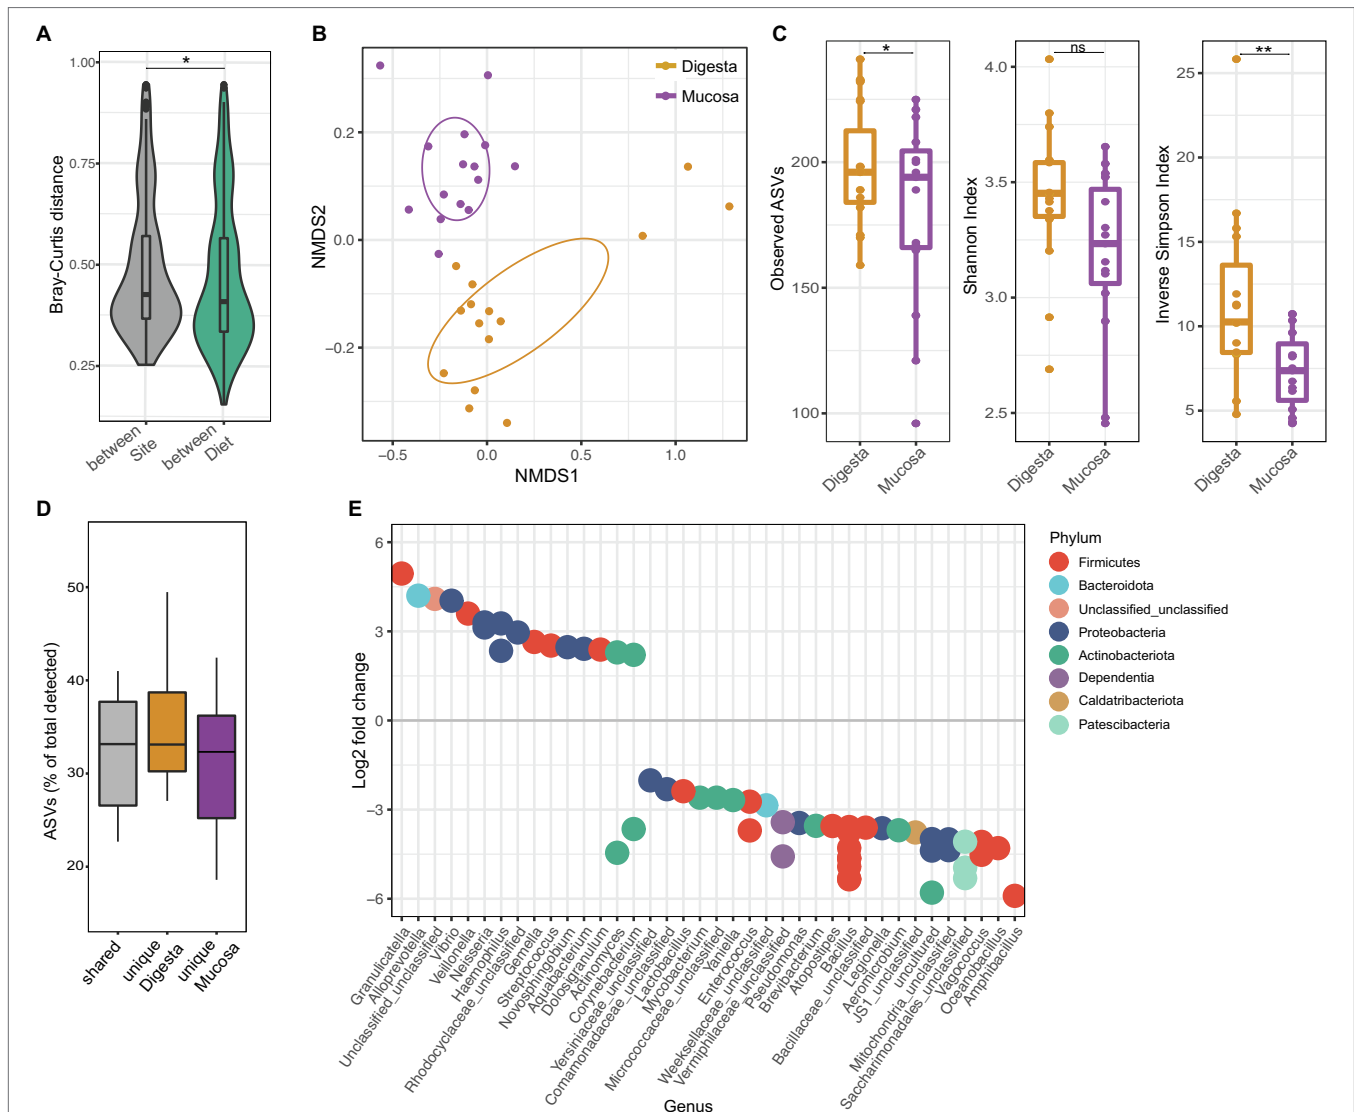 A
1.00
0.75
0.50
0.25
Bray-Curtis distance
*
between
Site
between
Diet
B
Digesta
Mucosa
0.2
0.0
−0.2
NMDS2
−0.5
0.0
0.5
1.0
NMDS1
C
*
200
150
100
Observed ASVs
Digesta
Mucosa
ns
4.0
3.5
3.0
2.5
Shannon Index
Digesta
Mucosa
**
25
20
15
10
5
Inverse Simpson Index
Digesta
Mucosa
D
50
40
30
20
ASVs (% of total detected)
shared
unique
Digesta
unique
Mucosa
E
6
3
0
−3
−6
Log2 fold change
Granulicatella
Alloprevotella
Unclassified_unclassified
Vibrio
Veillonella
Neisseria
Haemophilus
Rhodocyclaceae_unclassified
Gemella
Streptococcus
Novosphingobium
Aquabacterium
Dolosigranulum
Actinomyces
Corynebacterium
Yersiniaceae_unclassified
Comamonadaceae_unclassified
Lactobacillus
Mycobacterium
Micrococcaceae_unclassified
Yaniella
Enterococcus
Weeksellaceae_unclassified
Vermiphilaceae_unclassified
Pseudomonas
Brevibacterium
Atopostipes
Bacillus
Bacillaceae_unclassified
Legionella
Aeromicrobium
JS1_unclassified
uncultured
Mitochondria_unclassified
Saccharimonadales_unclassified
Vagococcus
Oceanobacillus
Amphibacillus
Genus
Phylum
Firmicutes
Bacteroidota
Unclassified_unclassified
Proteobacteria
Actinobacteriota
Dependentia
Caldatribacteriota
Patescibacteria